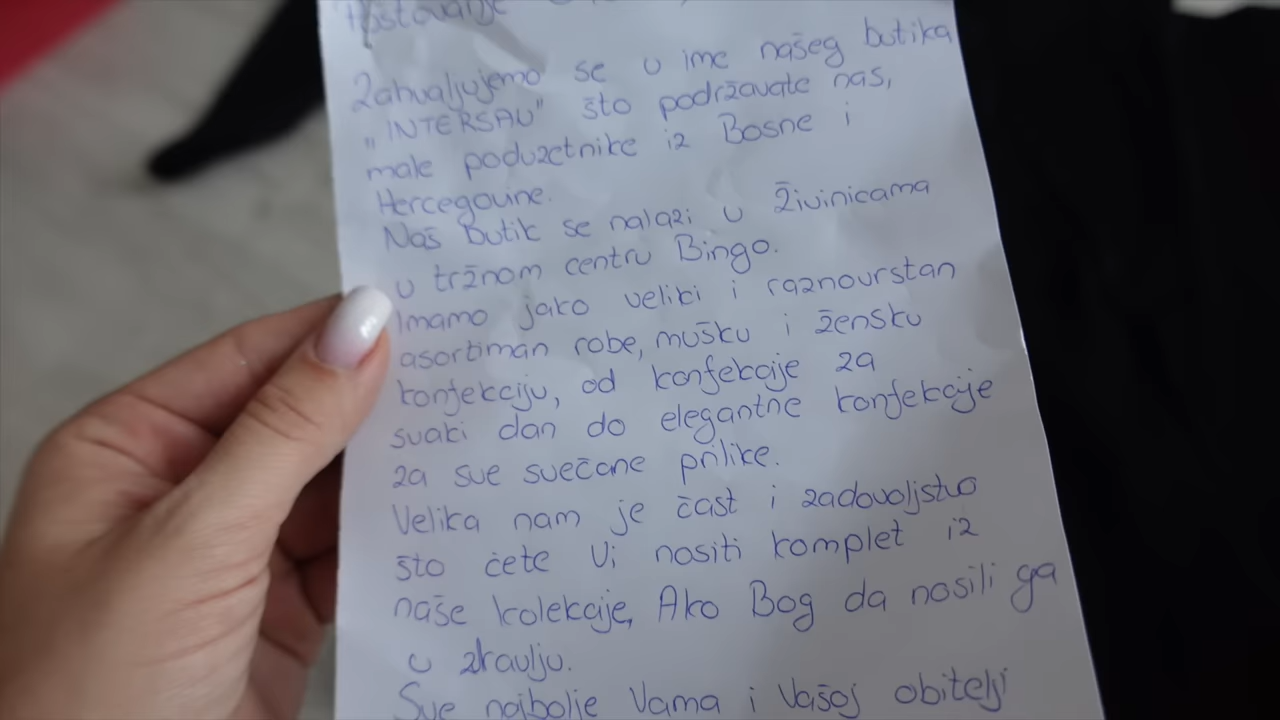 Poštovanje
Zahvaljujemo se u ime našeg butika
„INTERSAU" što podržavate nas,
male poduzetnike iz Bosne i
Hercegovine.
Naš Butik se nalazi u Živinicama
u tržnom centru Bingo.
Imamo jako veliki i raznovrstan
asortiman robe, mušku i žensku
konfekciju, od konfekcije za
svaki dan do elegantne konfekcije
za sve svečane prilike.
Velika nam je čast i zadovoljstvo
što ćete Vi nositi komplet iz
naše kolekcije, Ako Bog da nosili ga
u zdravlju.
Sve najbolje Vama i Vašoj obitelji